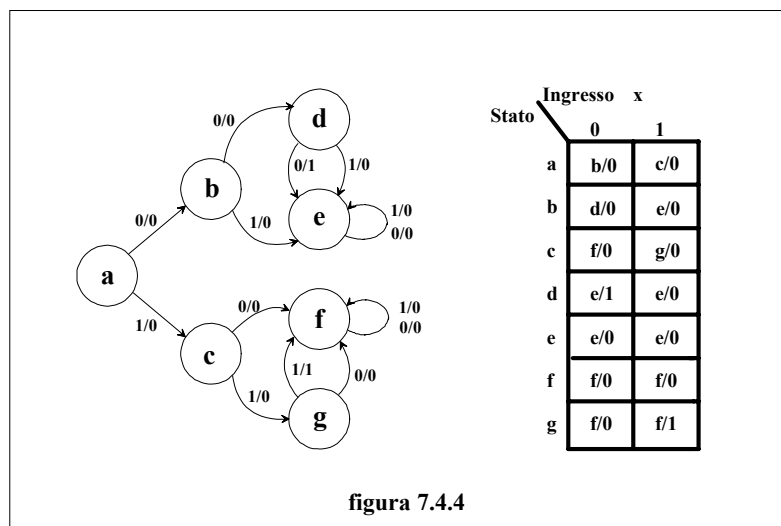 Ingresso x
Stato
0 1
a b/0 c/0
b d/0 e/0
c f/0 g/0
d e/1 e/0
e e/0 e/0
f f/0 f/0
g f/0 f/1
d
0/0
0/1 1/0
b
e
1/0
0/0
0/0
1/0
a
1/0
0/0
f
1/0
0/0
c
1/1 0/0
1/0
g
figura 7.4.4